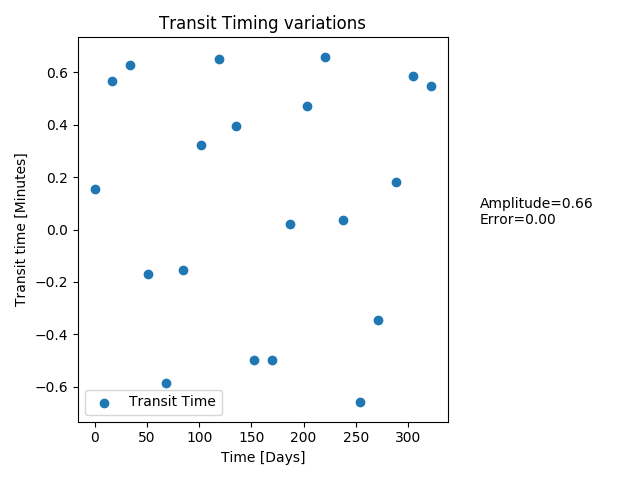 Transit Timing variations
Transit time [Minutes]
0.6
0.4
0.2
0.0
−0.2
−0.4
−0.6
Transit Time
0
50
100
150
200
250
300
Time [Days]
Amplitude=0.66
Error=0.00